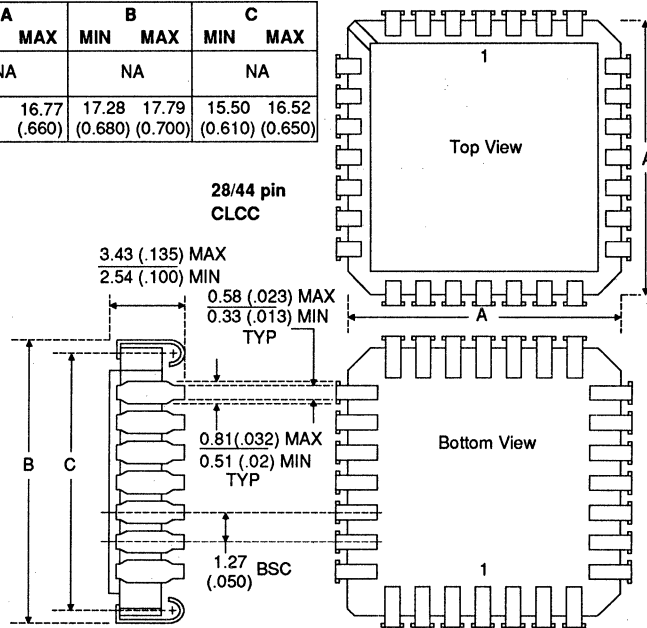 A B C
MAX MIN MAX MIN MAX
NA NA NA
16.77 17.28 17.79 15.50 16.52
(.660) (0.680) (0.700) (0.610) (0.650)
28/44 pin
CLCC
1
Top View
A
3.43 (.135) MAX
2.54 (.100) MIN
0.58 (.023) MAX
0.33 (.013) MIN
TYP
A
B
C
0.81(.032) MAX
0.51 (.02) MIN
TYP
Bottom View
1.27
(.050)
BSC
1